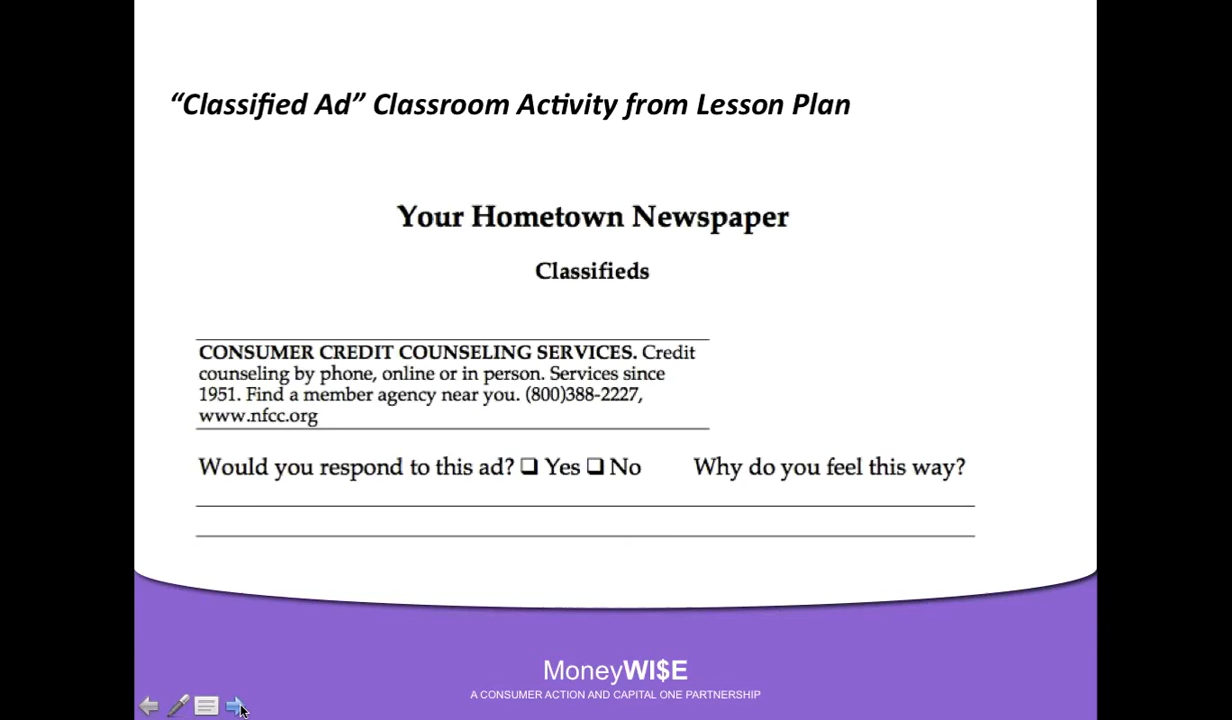 “Classified Ad” Classroom Activity from Lesson Plan
Your Hometown Newspaper
Classifieds
CONSUMER CREDIT COUNSELING SERVICES. Credit
counseling by phone, online or in person. Services since
1951. Find a member agency near you. (800)388-2227,
www.nfcc.org
Would you respond to this ad? ❑ Yes ❑ No Why do you feel this way?
MoneyWI$E
A CONSUMER ACTION AND CAPITAL ONE PARTNERSHIP